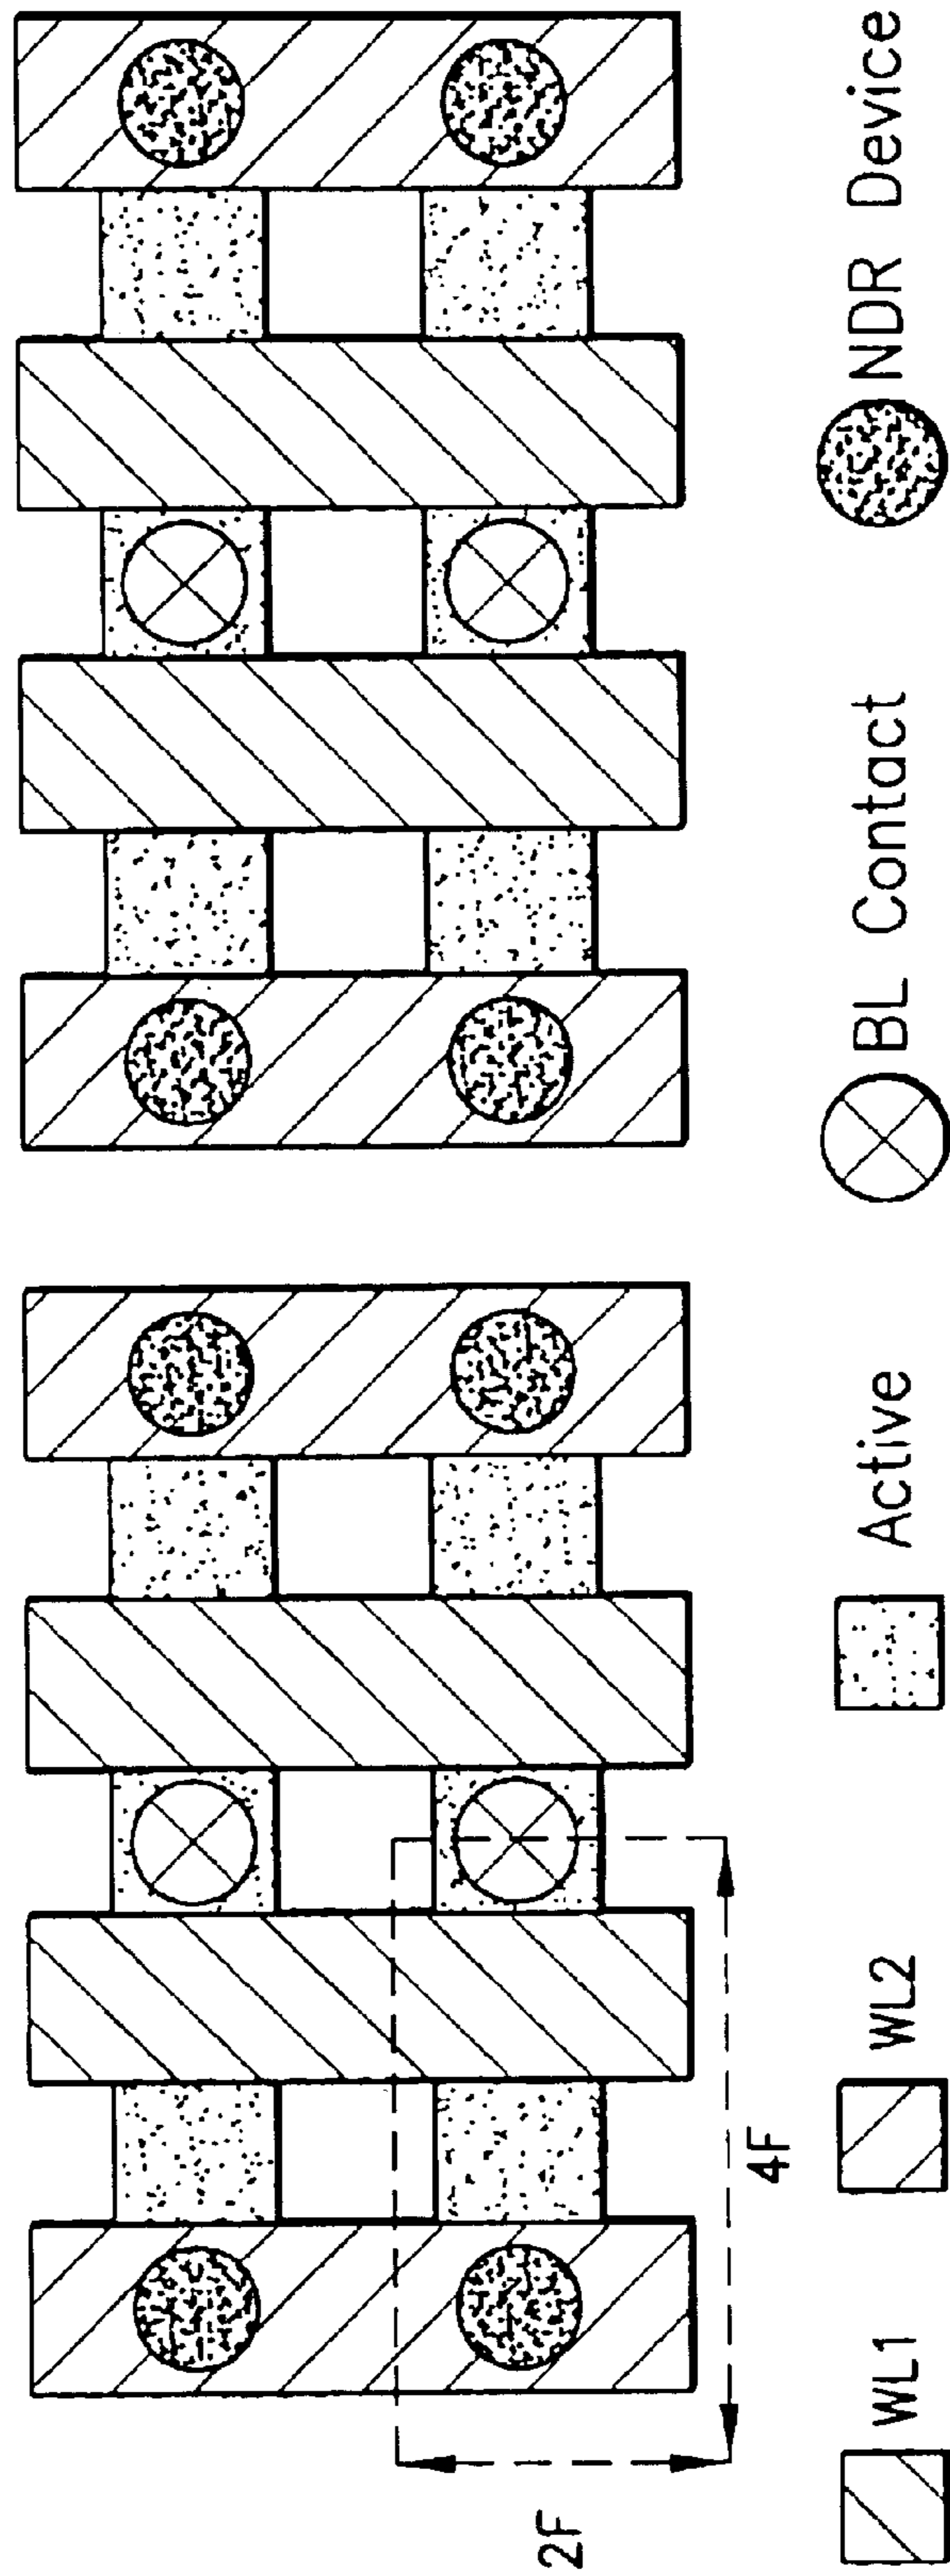 2F
4F
WL1
WL2
Active
BL Contact
NDR Device